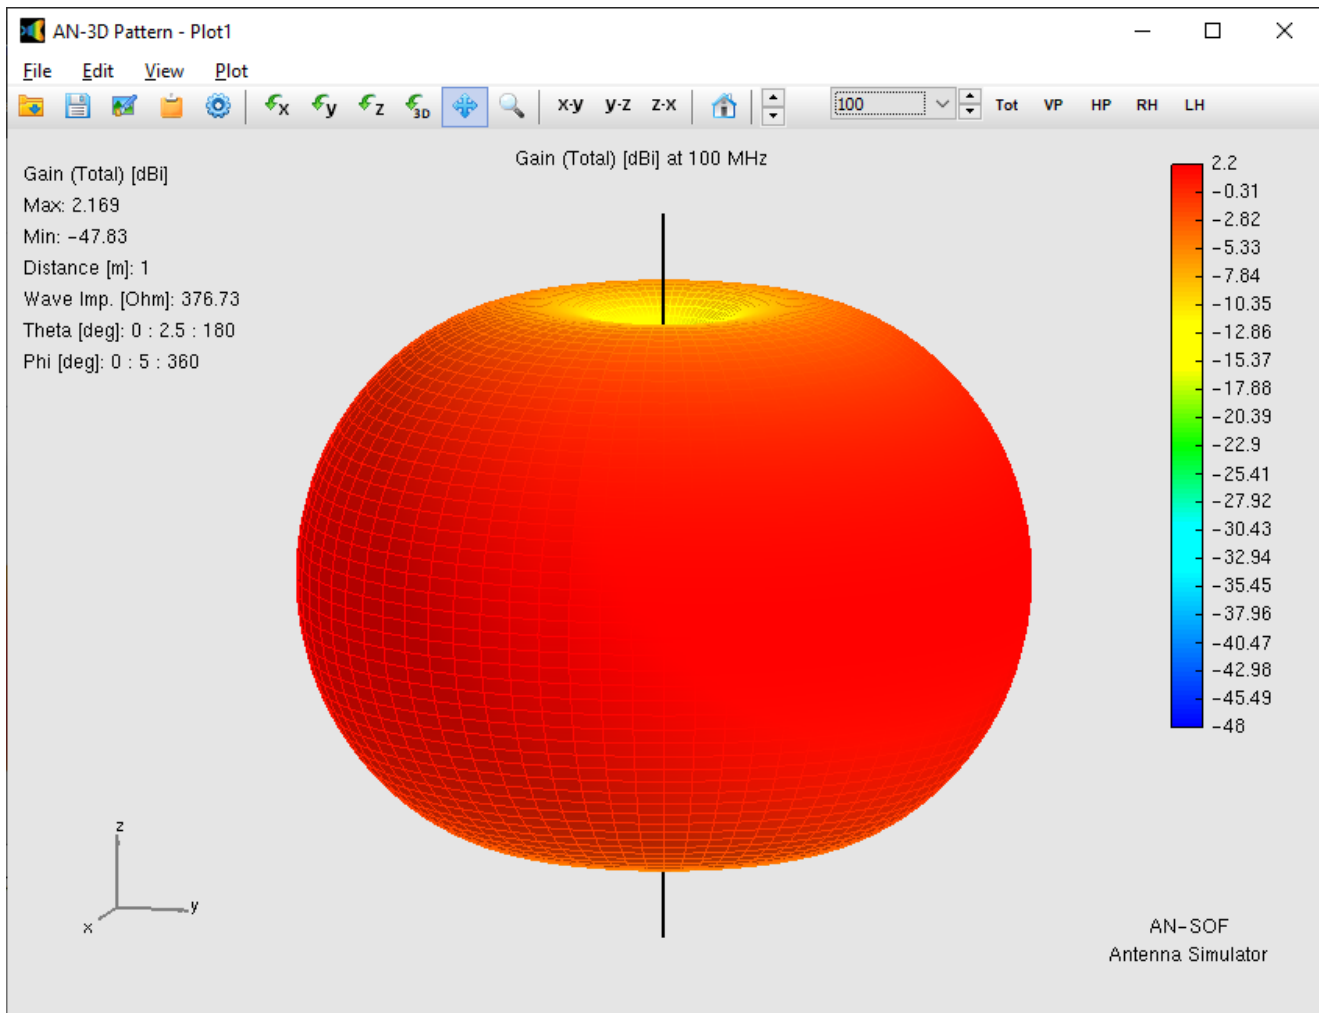 AN-3D Pattern - Plot1
File Edit View Plot
x y z 3D x-y y-z z-x 100 Tot VP HP RH LH
Gain (Total) [dBi] at 100 MHz
Gain (Total) [dBi]
Max: 2.169
Min: -47.83
Distance [m]: 1
Wave Imp. [Ohm]: 376.73
Theta [deg]: 0 : 2.5 : 180
Phi [deg]: 0 : 5 : 360
2.2
-0.31
-2.82
-5.33
-7.84
-10.35
-12.86
-15.37
-17.88
-20.39
-22.9
-25.41
-27.92
-30.43
-32.94
-35.45
-37.96
-40.47
-42.98
-45.49
-48
z
y
x
AN-SOF
Antenna Simulator